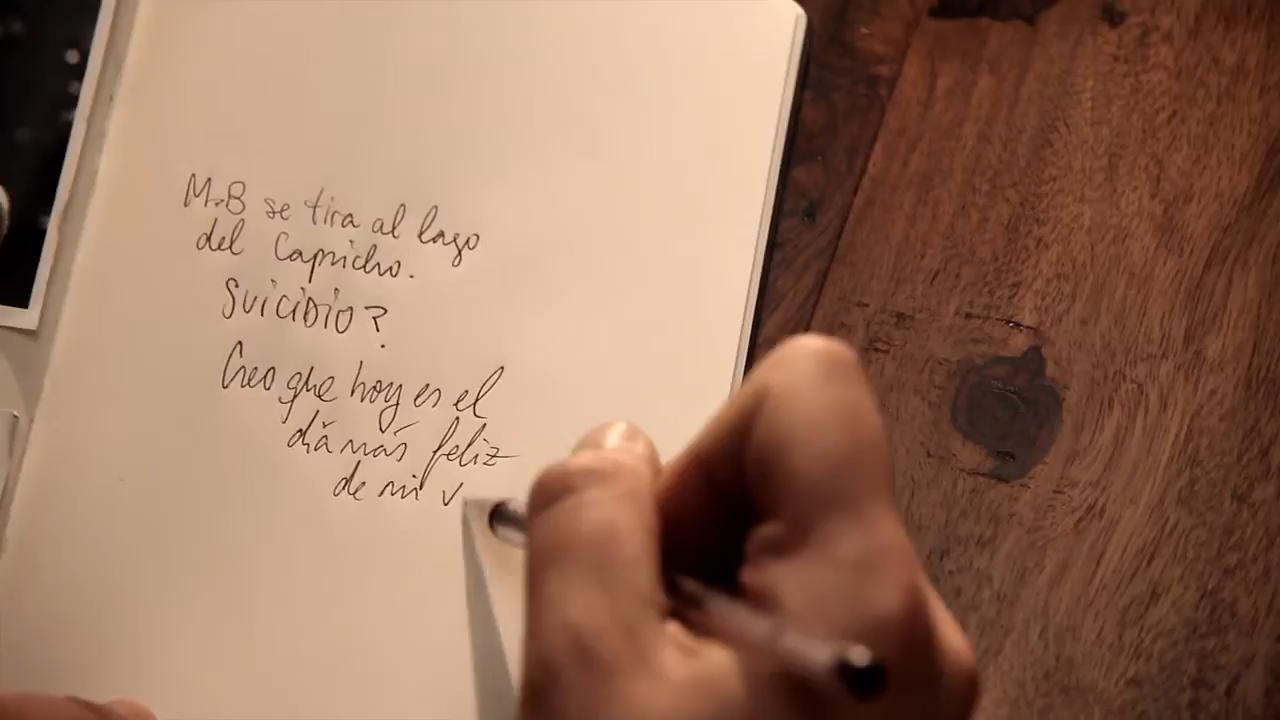 M.B se tira al lago
del Capricho.
Suicidio?
Creo que hoy es el
día más feliz
de mi v